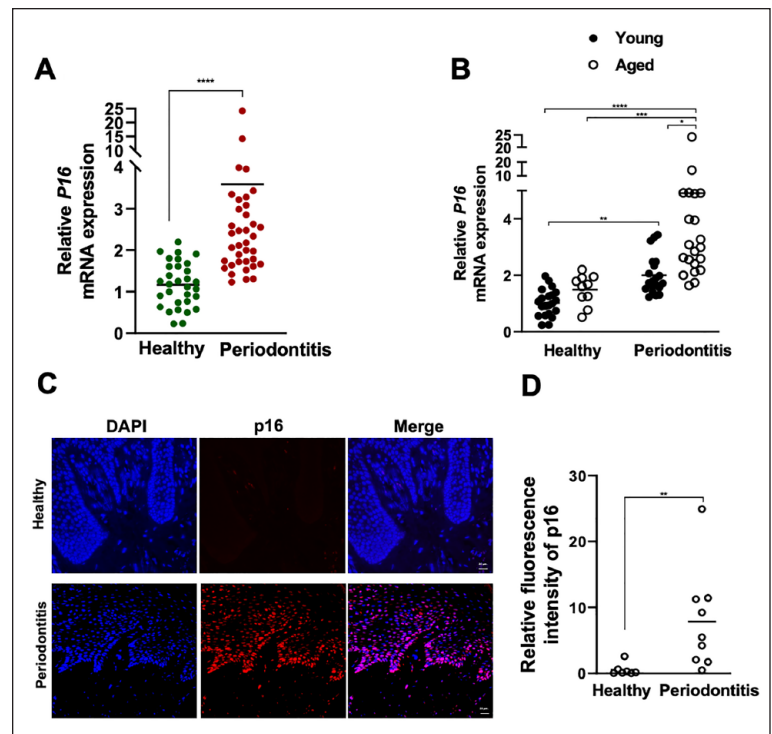 A
****
Relative P16
mRNA expression
25
20
15
10
4
3
2
1
0
Healthy
Periodontitis
B
Young
Aged
****
***
*
**
Relative P16
mRNA expression
25
20
20
10
4
2
0
Healthy
Periodontitis
C
DAPI
p16
Merge
Healthy
Periodontitis
D
**
Relative fluorescence
intensity of p16
30
20
10
0
Healthy
Periodontitis